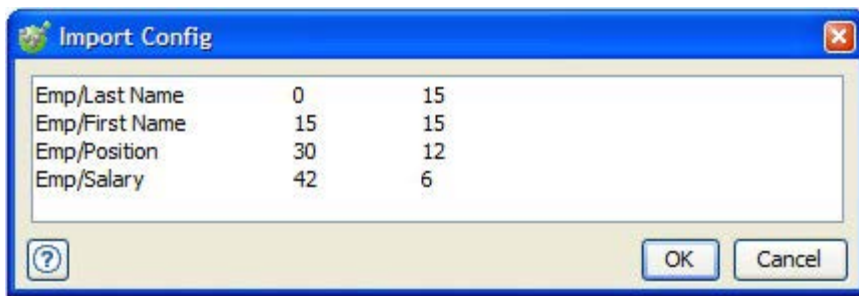 Import Config
Emp/Last Name 0 15
Emp/First Name 15 15
Emp/Position 30 12
Emp/Salary 42 6
? OK Cancel